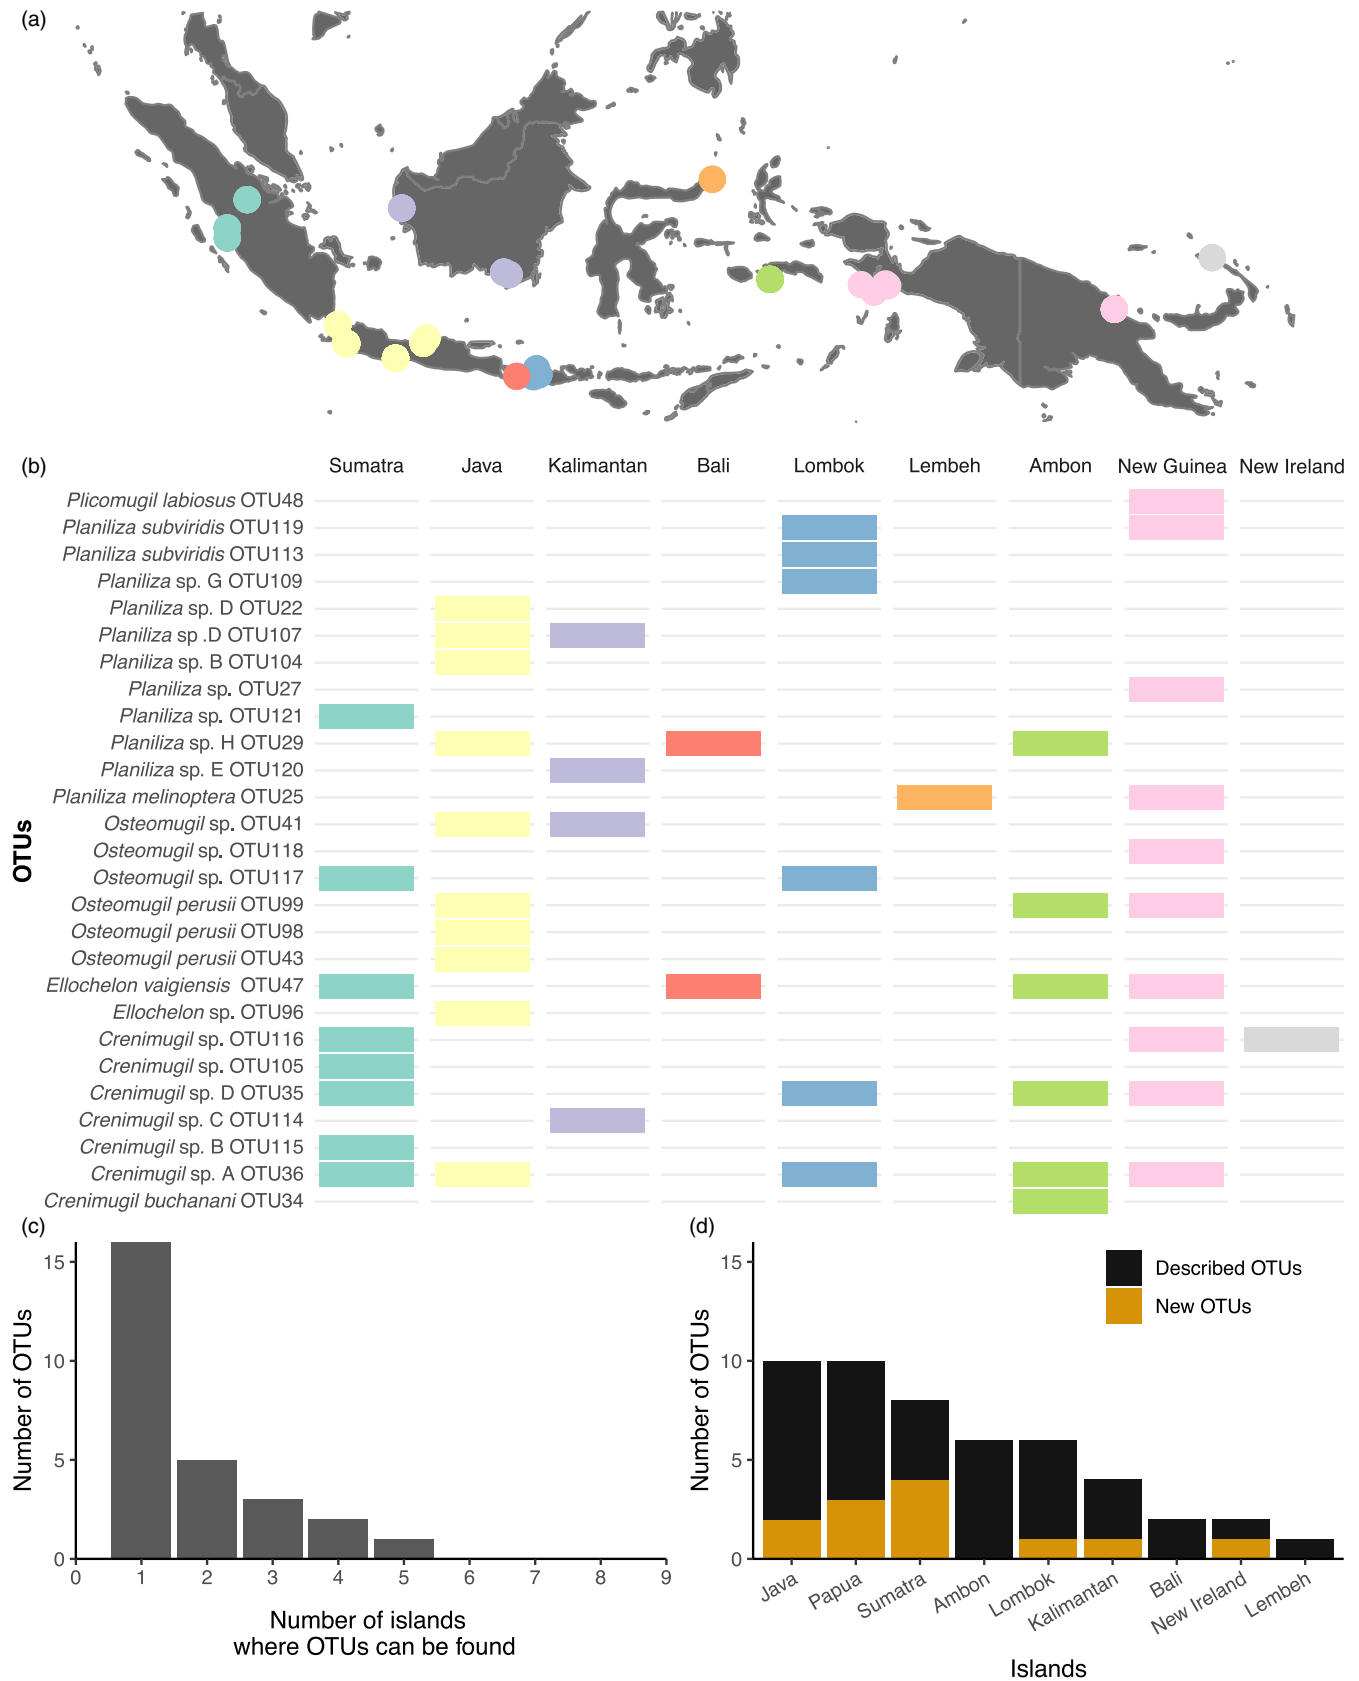 (a)
(b)
Sumatra Java Kalimantan Bali Lombok Lembeh Ambon New Guinea New Ireland
OTUs
Plicomugil labiosus OTU48
Planiliza subviridis OTU119
Planiliza subviridis OTU113
Planiliza sp. G OTU109
Planiliza sp. D OTU22
Planiliza sp .D OTU107
Planiliza sp. B OTU104
Planiliza sp. OTU27
Planiliza sp. OTU121
Planiliza sp. H OTU29
Planiliza sp. E OTU120
Planiliza melinoptera OTU25
Osteomugil sp. OTU41
Osteomugil sp. OTU118
Osteomugil sp. OTU117
Osteomugil perusii OTU99
Osteomugil perusii OTU98
Osteomugil perusii OTU43
Ellochelon vaigiensis OTU47
Ellochelon sp. OTU96
Crenimugil sp. OTU116
Crenimugil sp. OTU105
Crenimugil sp. D OTU35
Crenimugil sp. C OTU114
Crenimugil sp. B OTU115
Crenimugil sp. A OTU36
Crenimugil buchanani OTU34
(c)
Number of OTUs
15
10
5
0
0 1 2 3 4 5 6 7 8 9
Number of islands
where OTUs can be found
(d)
Number of OTUs
15
10
5
0
Described OTUs
New OTUs
Java Papua Sumatra Ambon Lombok Kalimantan Bali New Ireland Lembeh
Islands